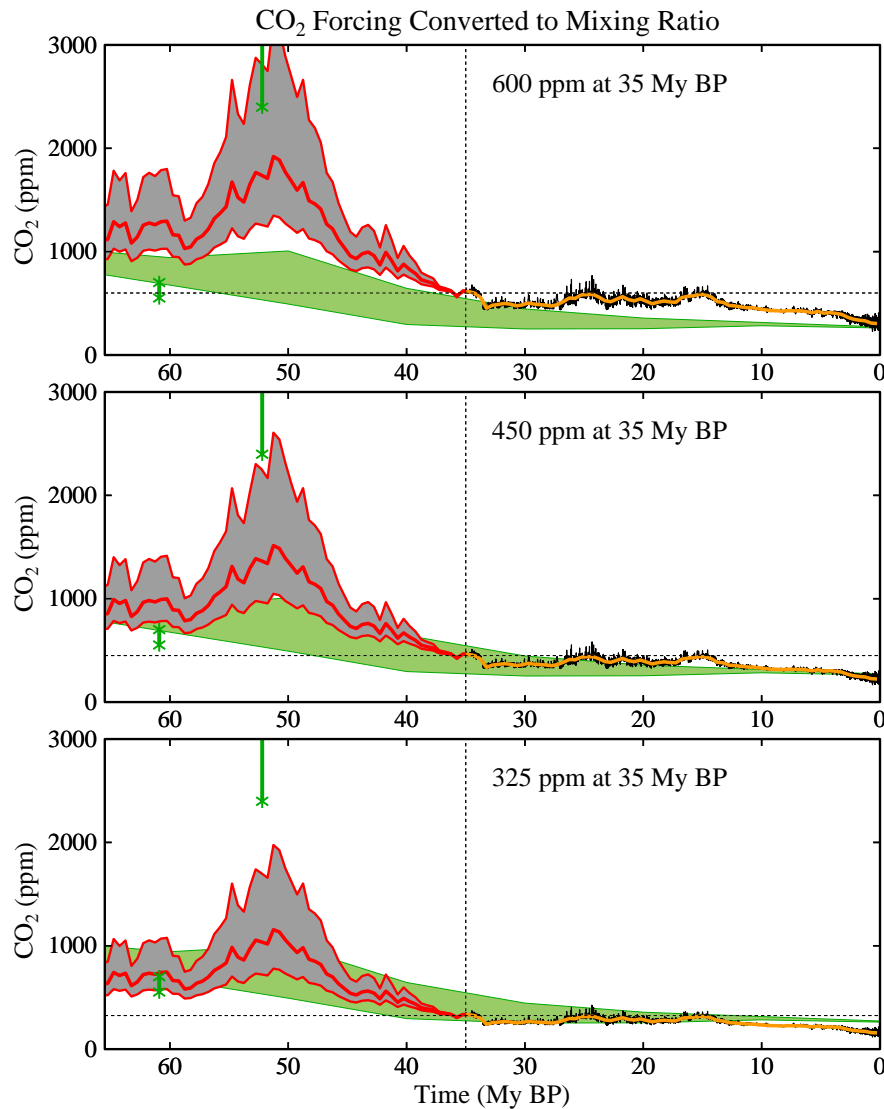 CO₂ Forcing Converted to Mixing Ratio
3000
2000
1000
0
CO₂ (ppm)
600 ppm at 35 My BP
60 50 40 30 20 10 0
3000
2000
1000
0
CO₂ (ppm)
450 ppm at 35 My BP
60 50 40 30 20 10 0
3000
2000
1000
0
CO₂ (ppm)
325 ppm at 35 My BP
60 50 40 30 20 10 0
Time (My BP)